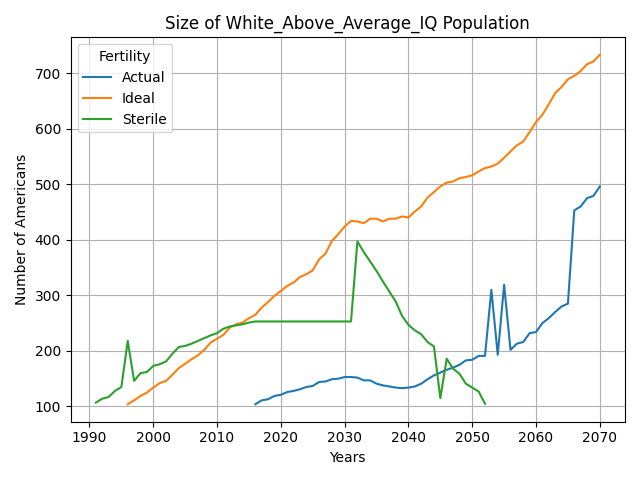 Size of White_Above_Average_IQ Population
Fertility
Actual
Ideal
Sterile
Number of Americans
700
600
500
400
300
200
100
1990 2000 2010 2020 2030 2040 2050 2060 2070
Years